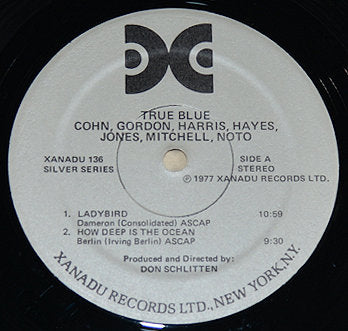 TRUE BLUE
COHN, GORDON, HARRIS, HAYES,
JONES, MITCHELL, NOTO
XANADU 136
SILVER SERIES
SIDE A
STEREO
℗ 1977 XANADU RECORDS LTD.
1. LADYBIRD 10:59
Dameron (Consolidated) ASCAP
2. HOW DEEP IS THE OCEAN
Berlin (Irving Berlin) ASCAP 9:30
Produced and Directed by:
DON SCHLITTEN
XANADU RECORDS LTD., NEW YORK, N.Y.